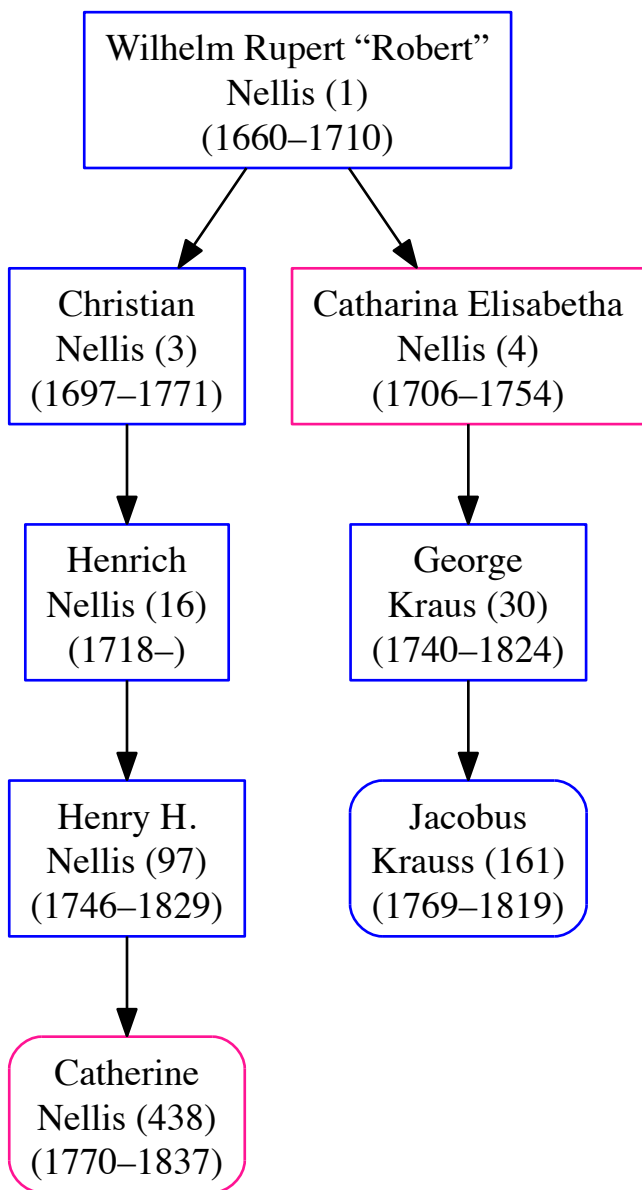 Wilhelm Rupert “Robert”
Nellis (1)
(1660–1710)
Christian
Nellis (3)
(1697–1771)
Catharina Elisabetha
Nellis (4)
(1706–1754)
Henrich
Nellis (16)
(1718–)
George
Kraus (30)
(1740–1824)
Henry H.
Nellis (97)
(1746–1829)
Jacobus
Krauss (161)
(1769–1819)
Catherine
Nellis (438)
(1770–1837)